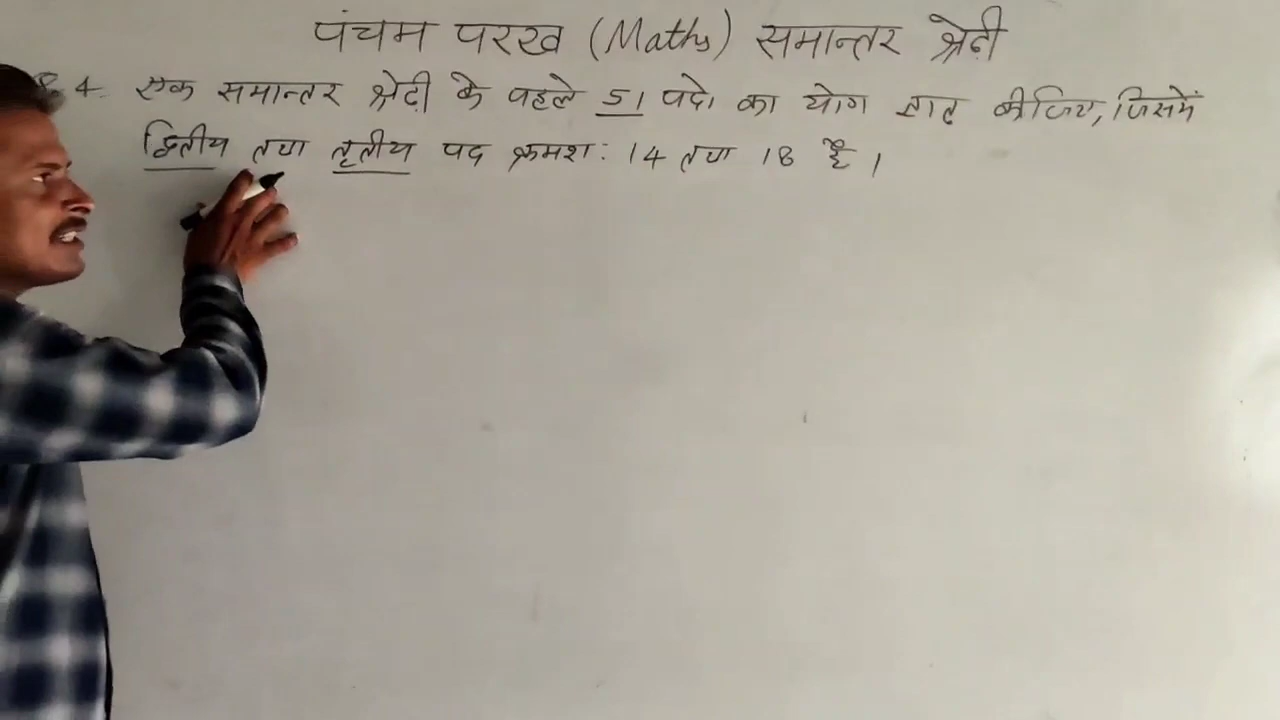 पंचम परख (Maths) समान्तर श्रेढी
4. एक समान्तर श्रेढी के पहले 51 पदो का योग ज्ञात कीजिए, जिसमें
द्वितीय तथा तृतीय पद क्रमश: 14 तथा 18 है।